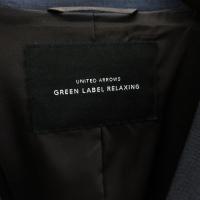 UNITED ARROWS
GREEN LABEL RELAXING